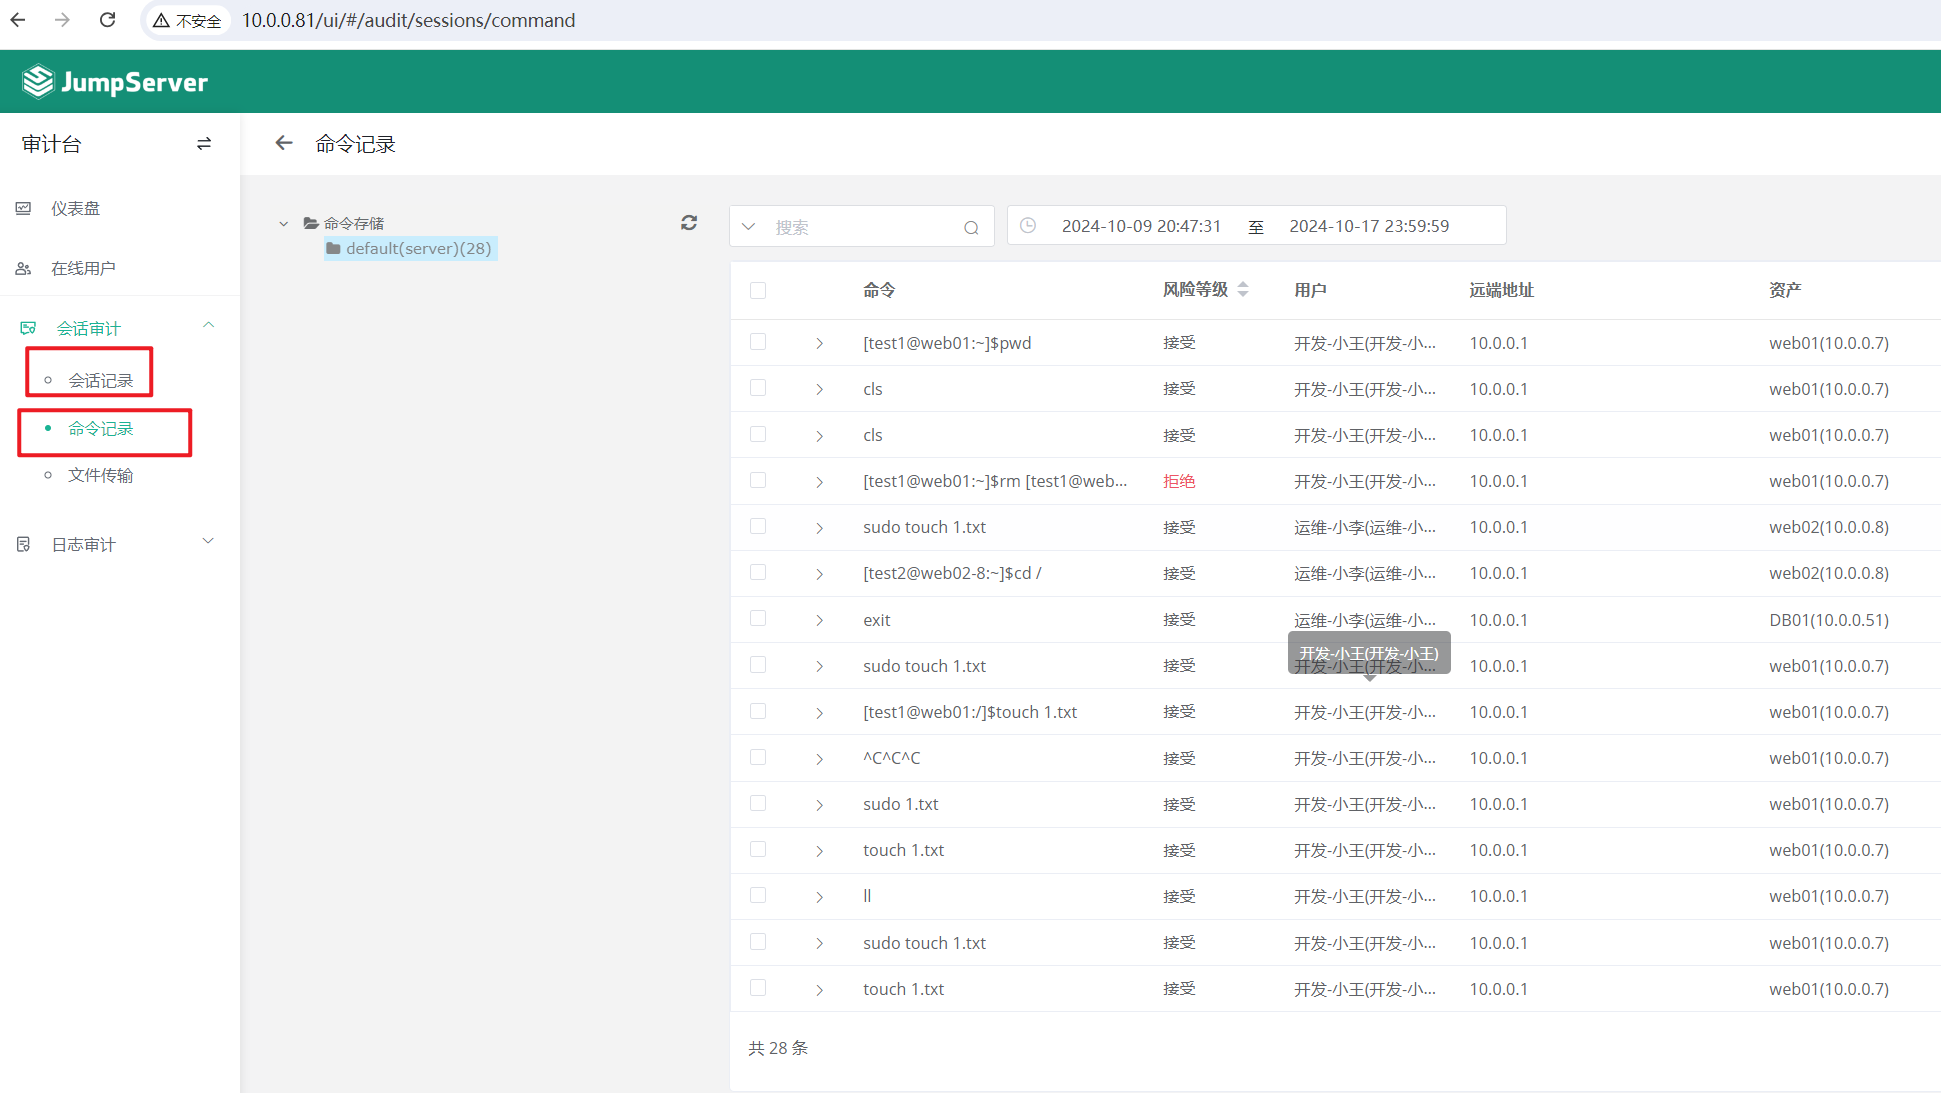 不安全 10.0.0.81/ui/#/audit/sessions/command
JumpServer
审计台
命令记录
仪表盘
在线用户
会话审计
会话记录
命令记录
文件传输
日志审计
命令存储
default(server)(28)
搜索 2024-10-09 20:47:31 至 2024-10-17 23:59:59
命令 风险等级 用户 远端地址 资产
[test1@web01:~]$pwd 接受 开发-小王(开发-小... 10.0.0.1 web01(10.0.0.7)
cls 接受 开发-小王(开发-小... 10.0.0.1 web01(10.0.0.7)
cls 接受 开发-小王(开发-小... 10.0.0.1 web01(10.0.0.7)
[test1@web01:~]$rm [test1@web... 拒绝 开发-小王(开发-小... 10.0.0.1 web01(10.0.0.7)
sudo touch 1.txt 接受 运维-小李(运维-小... 10.0.0.1 web02(10.0.0.8)
[test2@web02-8:~]$cd / 接受 运维-小李(运维-小... 10.0.0.1 web02(10.0.0.8)
exit 接受 运维-小李(运维-小... 10.0.0.1 DB01(10.0.0.51)
开发-小王(开发-小王)
sudo touch 1.txt 接受 开发-小王(开发-小... 10.0.0.1 web01(10.0.0.7)
[test1@web01:/]$touch 1.txt 接受 开发-小王(开发-小... 10.0.0.1 web01(10.0.0.7)
^C^C^C 接受 开发-小王(开发-小... 10.0.0.1 web01(10.0.0.7)
sudo 1.txt 接受 开发-小王(开发-小... 10.0.0.1 web01(10.0.0.7)
touch 1.txt 接受 开发-小王(开发-小... 10.0.0.1 web01(10.0.0.7)
ll 接受 开发-小王(开发-小... 10.0.0.1 web01(10.0.0.7)
sudo touch 1.txt 接受 开发-小王(开发-小... 10.0.0.1 web01(10.0.0.7)
touch 1.txt 接受 开发-小王(开发-小... 10.0.0.1 web01(10.0.0.7)
共 28 条